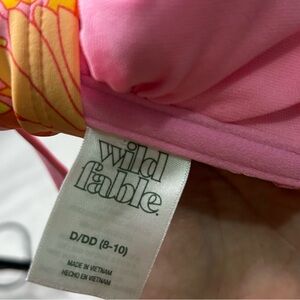 wild
fable.
D/DD (8-10)
MADE IN VIETNAM
HECHO EN VIETNAM